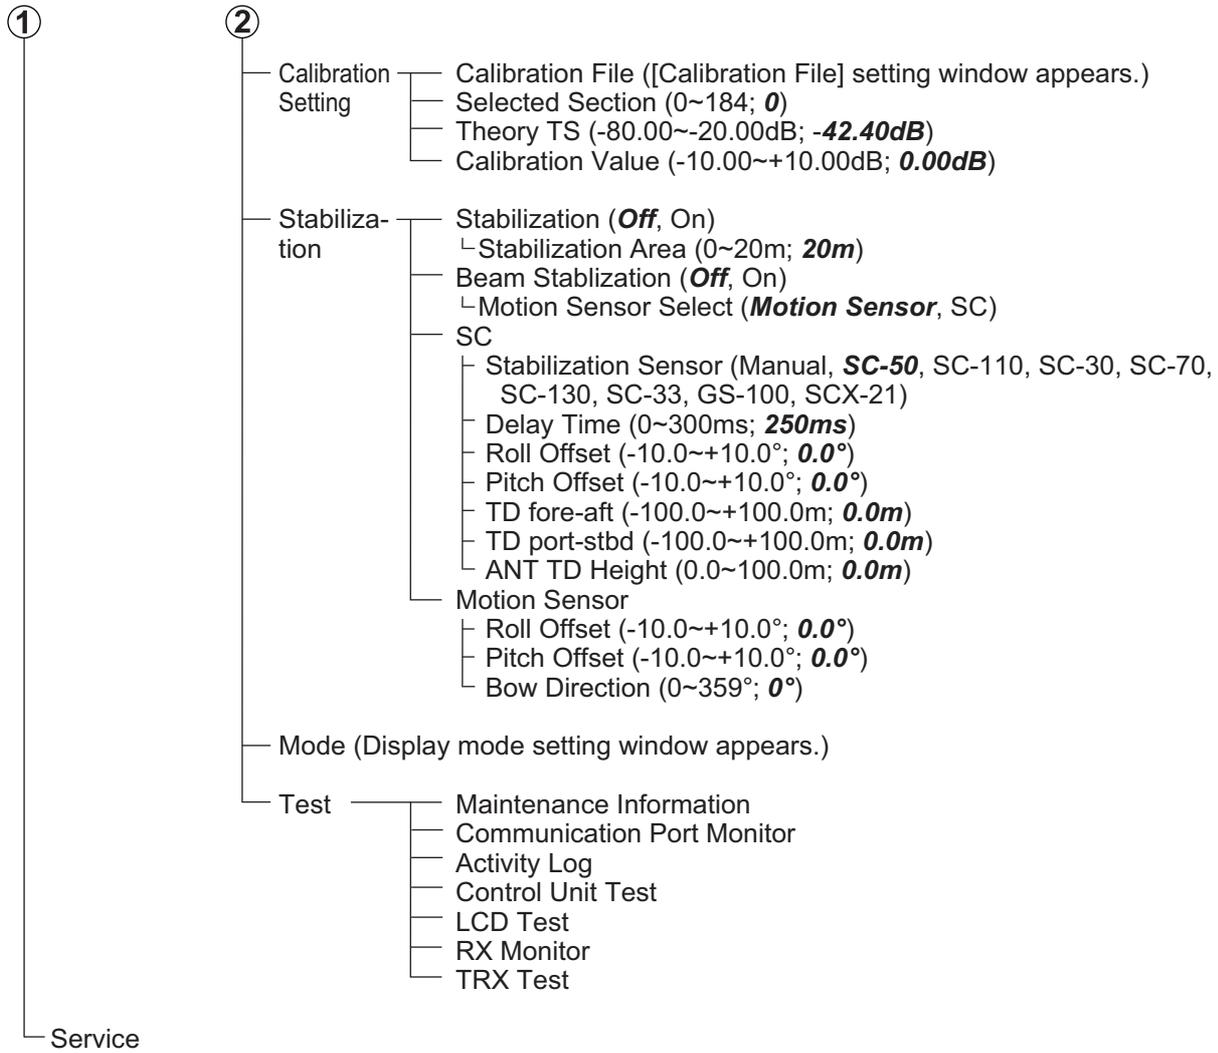 1 2
Calibration Setting
Calibration File ([Calibration File] setting window appears.)
Selected Section (0~184; 0)
Theory TS (-80.00~-20.00dB; -42.40dB)
Calibration Value (-10.00~+10.00dB; 0.00dB)
Stabiliza-
tion
Stabilization (Off, On)
Stabilization Area (0~20m; 20m)
Beam Stablization (Off, On)
Motion Sensor Select (Motion Sensor, SC)
SC
Stabilization Sensor (Manual, SC-50, SC-110, SC-30, SC-70,
SC-130, SC-33, GS-100, SCX-21)
Delay Time (0~300ms; 250ms)
Roll Offset (-10.0~+10.0°; 0.0°)
Pitch Offset (-10.0~+10.0°; 0.0°)
TD fore-aft (-100.0~+100.0m; 0.0m)
TD port-stbd (-100.0~+100.0m; 0.0m)
ANT TD Height (0.0~100.0m; 0.0m)
Motion Sensor
Roll Offset (-10.0~+10.0°; 0.0°)
Pitch Offset (-10.0~+10.0°; 0.0°)
Bow Direction (0~359°; 0°)
Mode (Display mode setting window appears.)
Test
Maintenance Information
Communication Port Monitor
Activity Log
Control Unit Test
LCD Test
RX Monitor
TRX Test
Service